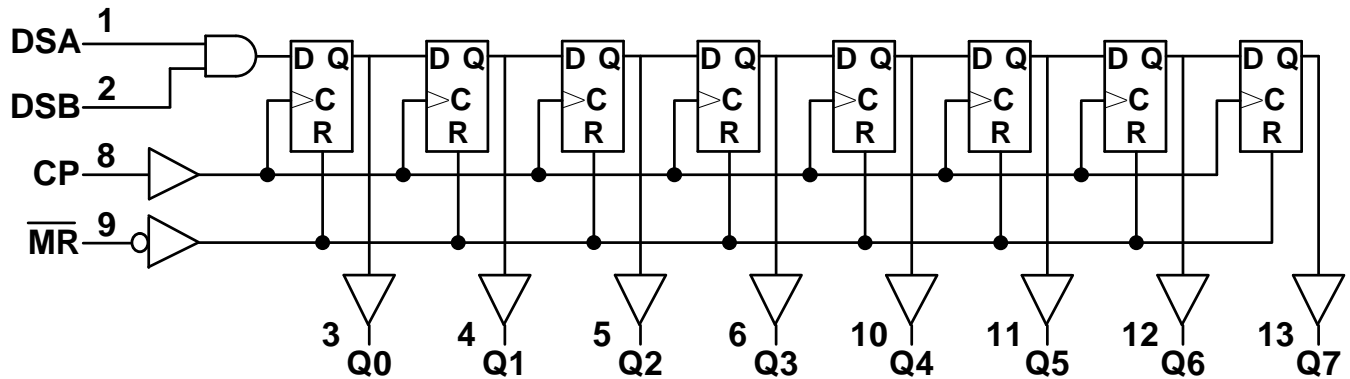 DSA 1
D Q D Q D Q D Q D Q D Q D Q D Q
DSB 2
C C C C C C C C
R R R R R R R R
CP 8
MR 9
3 4 5 6 10 11 12 13
Q0 Q1 Q2 Q3 Q4 Q5 Q6 Q7